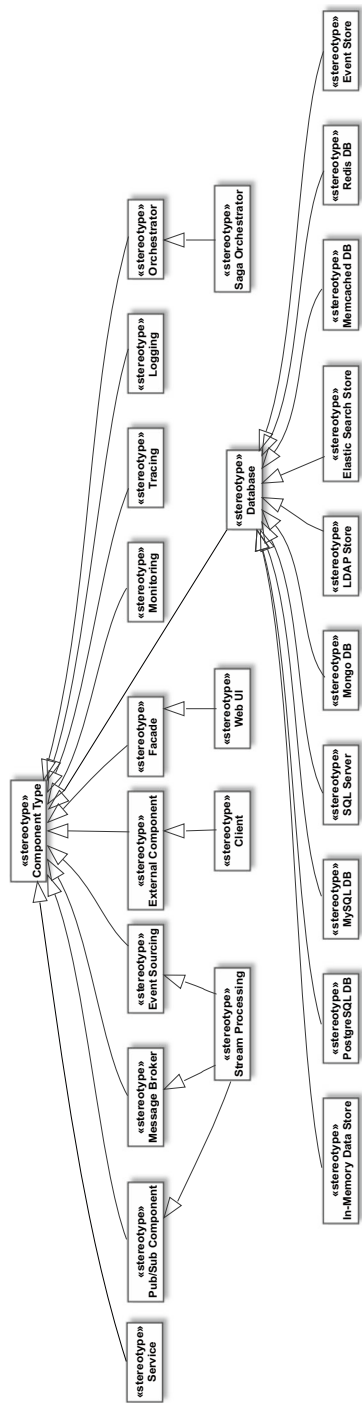 «stereotype»
Component Type
«stereotype»
Service
«stereotype»
Pub/Sub Component
«stereotype»
Message Broker
«stereotype»
Event Sourcing
«stereotype»
External Component
«stereotype»
Facade
«stereotype»
Monitoring
«stereotype»
Tracing
«stereotype»
Logging
«stereotype»
Orchestrator
«stereotype»
Stream Processing
«stereotype»
Client
«stereotype»
Web UI
«stereotype»
Database
«stereotype»
Saga Orchestrator
«stereotype»
In-Memory Data Store
«stereotype»
PostgreSQL DB
«stereotype»
MySQL DB
«stereotype»
SQL Server
«stereotype»
Mongo DB
«stereotype»
LDAP Store
«stereotype»
Elastic Search Store
«stereotype»
Memcached DB
«stereotype»
Redis DB
«stereotype»
Event Store